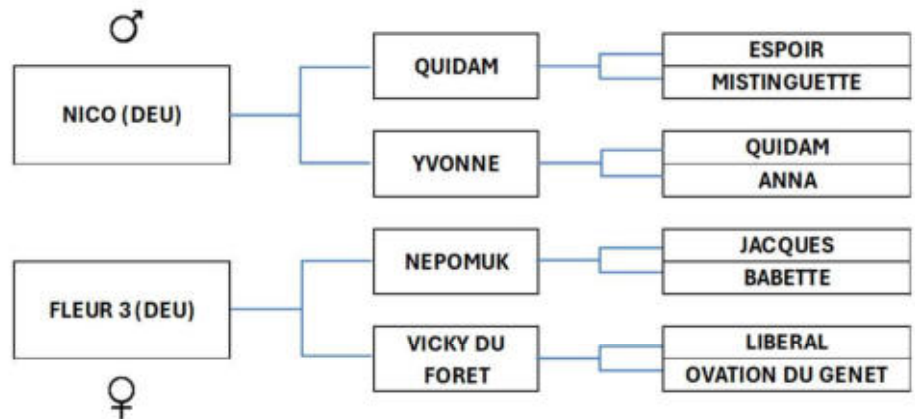 ♂
NICO (DEU)
QUIDAM
ESPOIR
MISTINGUETTE
YVONNE
QUIDAM
ANNA
FLEUR 3 (DEU)
♀
NEPOMUK
JACQUES
BABETTE
VICKY DU
FORET
LIBERAL
OVATION DU GENET